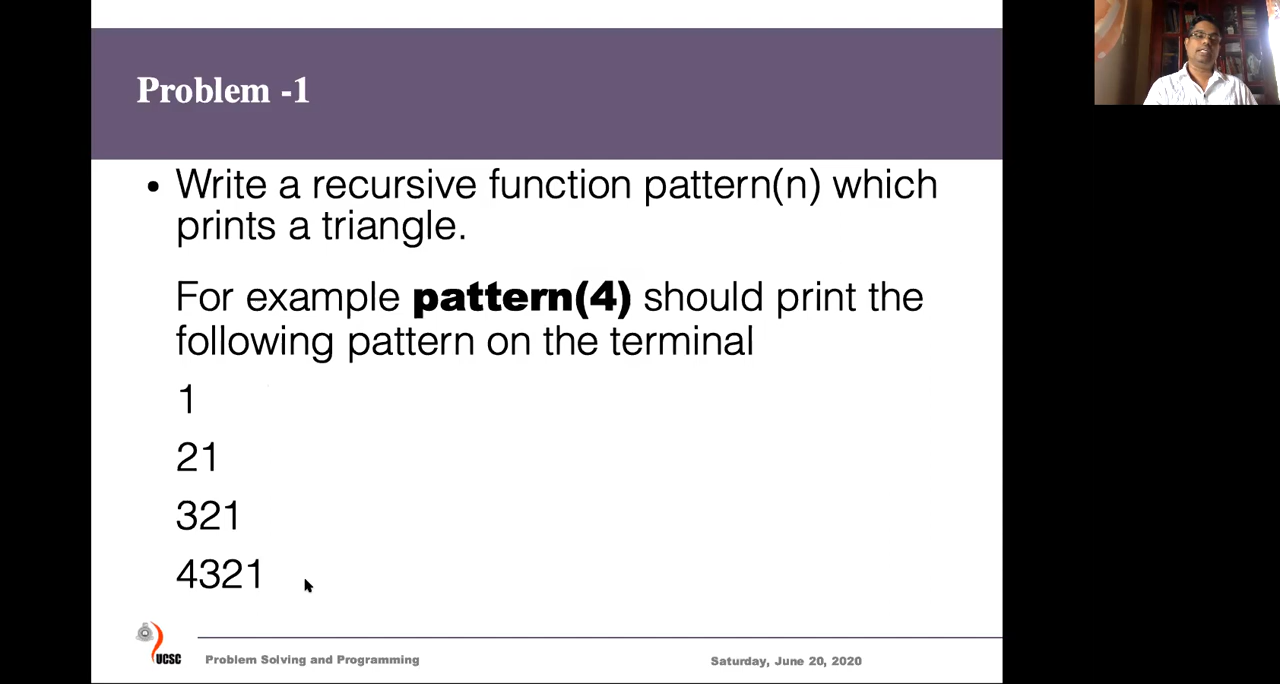 Problem -1
• Write a recursive function pattern(n) which
prints a triangle.
For example pattern(4) should print the
following pattern on the terminal
1
21
321
4321
UCSC
Problem Solving and Programming
Saturday, June 20, 2020